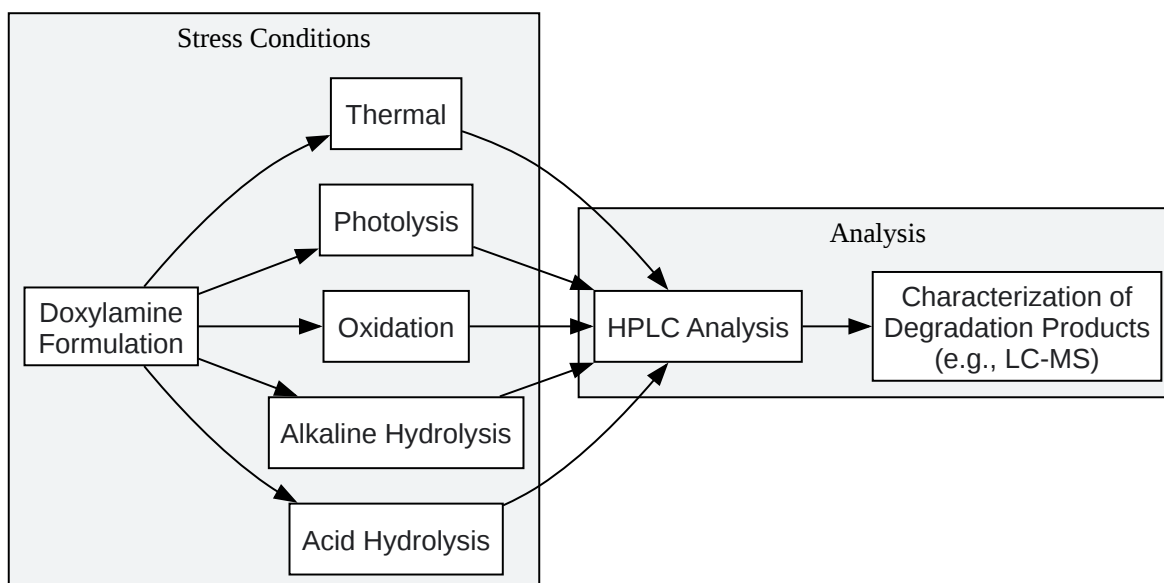 Stress Conditions
Thermal
Photolysis
Doxylamine
Formulation
Oxidation
Alkaline Hydrolysis
Acid Hydrolysis
Analysis
HPLC Analysis
Characterization of
Degradation Products
(e.g., LC-MS)